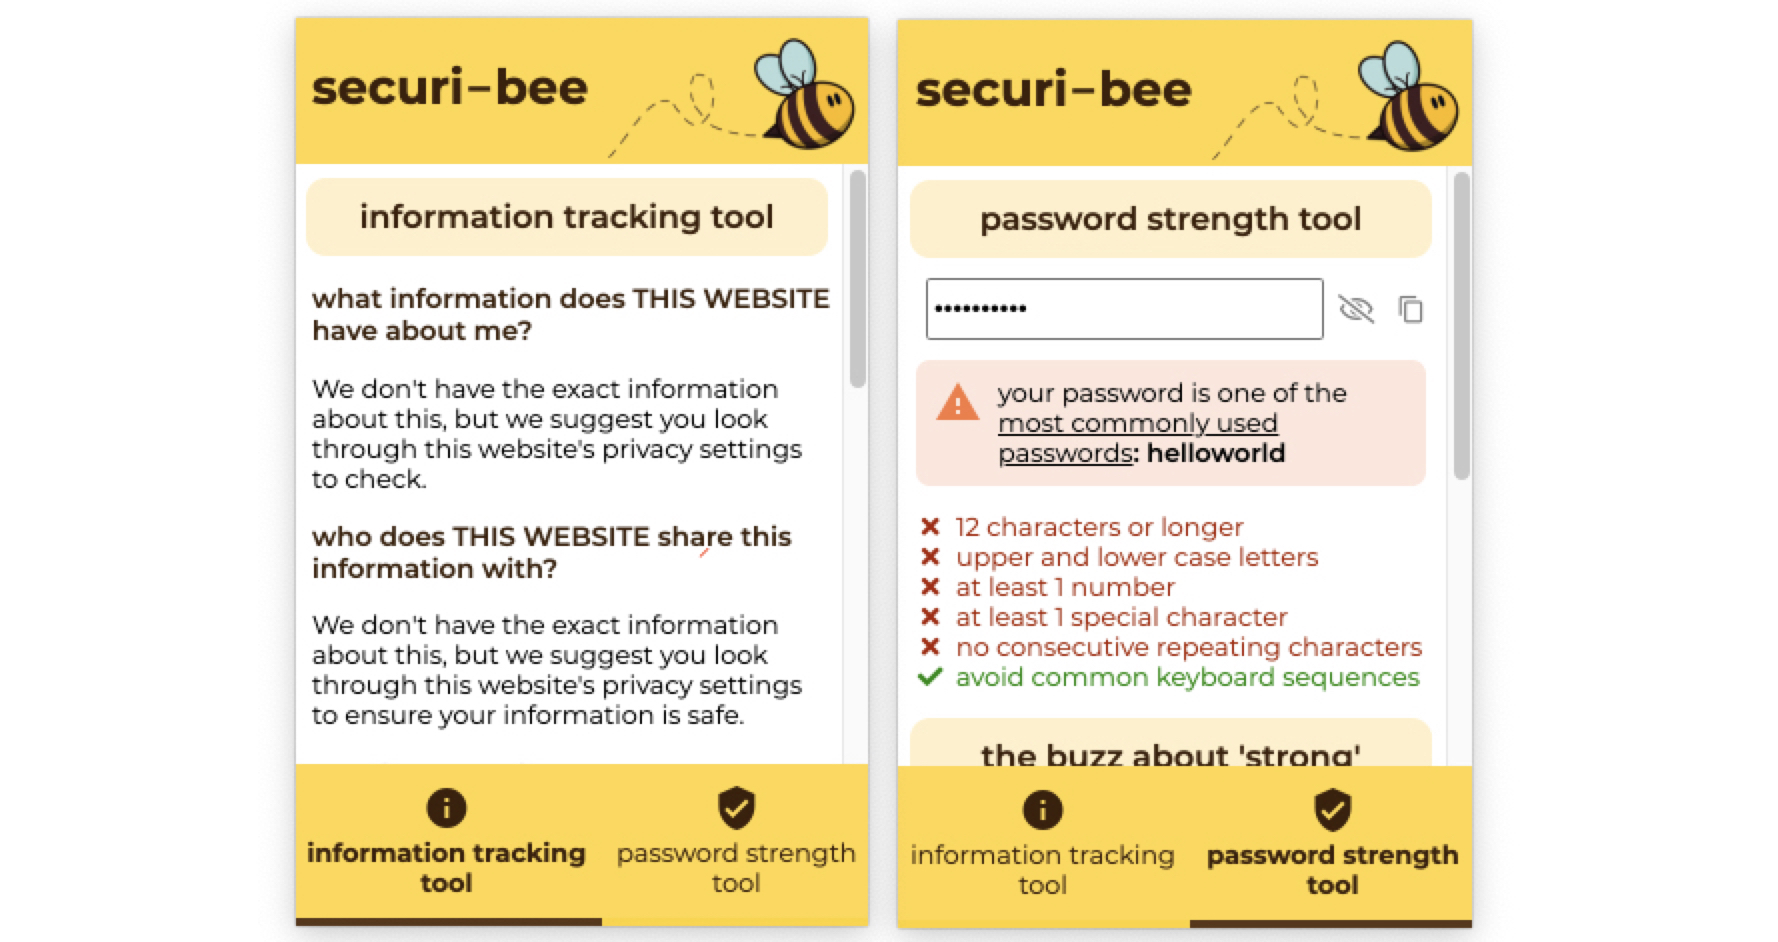 securi-bee
information tracking tool
what information does THIS WEBSITE
have about me?
We don't have the exact information
about this, but we suggest you look
through this website's privacy settings
to check.
who does THIS WEBSITE share this
information with?
We don't have the exact information
about this, but we suggest you look
through this website's privacy settings
to ensure your information is safe.
information tracking
tool
password strength
tool
securi-bee
password strength tool
••••••••••
your password is one of the
most commonly used
passwords: helloworld
12 characters or longer
upper and lower case letters
at least 1 number
at least 1 special character
no consecutive repeating characters
avoid common keyboard sequences
the buzz about 'strong'
information tracking
tool
password strength
tool